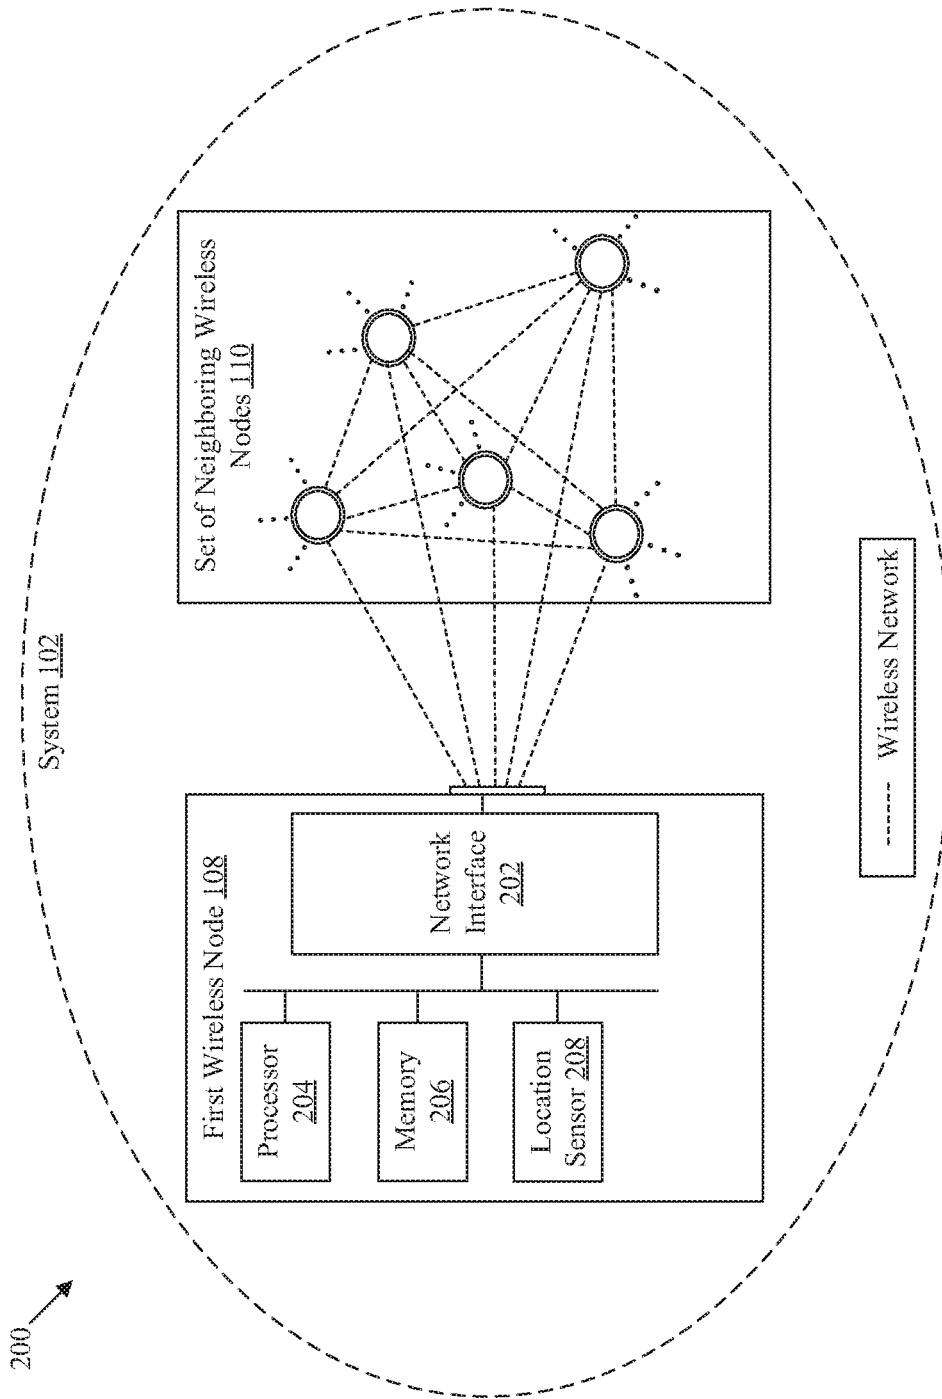 200
System 102
First Wireless Node 108
Processor
204
Memory
206
Location
Sensor 208
Network
Interface
202
Set of Neighboring Wireless
Nodes 110
Wireless Network